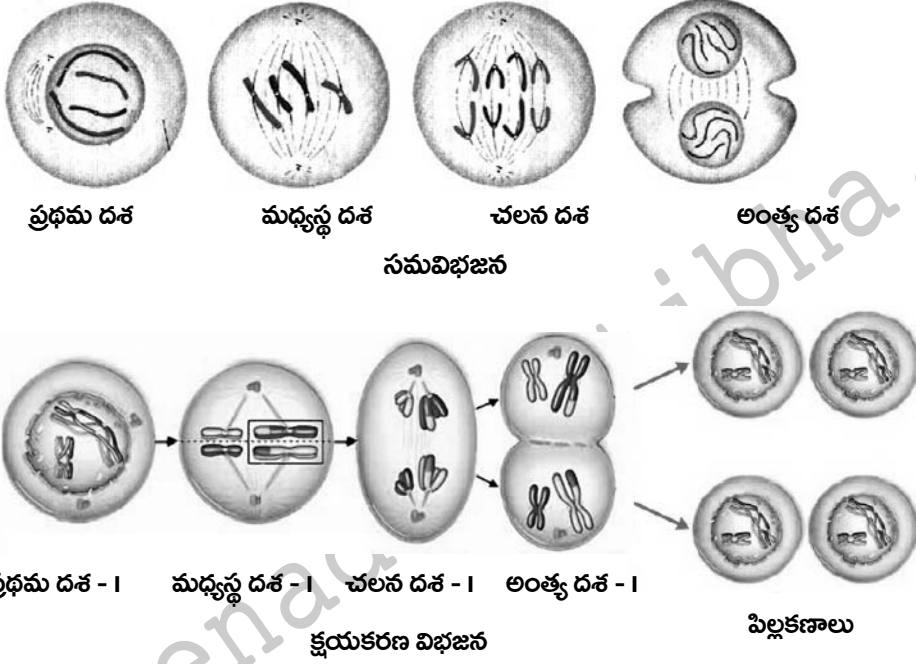 ప్రథమ దశ మధ్యస్థ దశ చలన దశ అంత్య దశ
సమవిభజన
ప్రథమ దశ - I మధ్యస్థ దశ - I చలన దశ - I అంత్య దశ - I
పిల్లకణాలు
క్షయకరణ విభజన